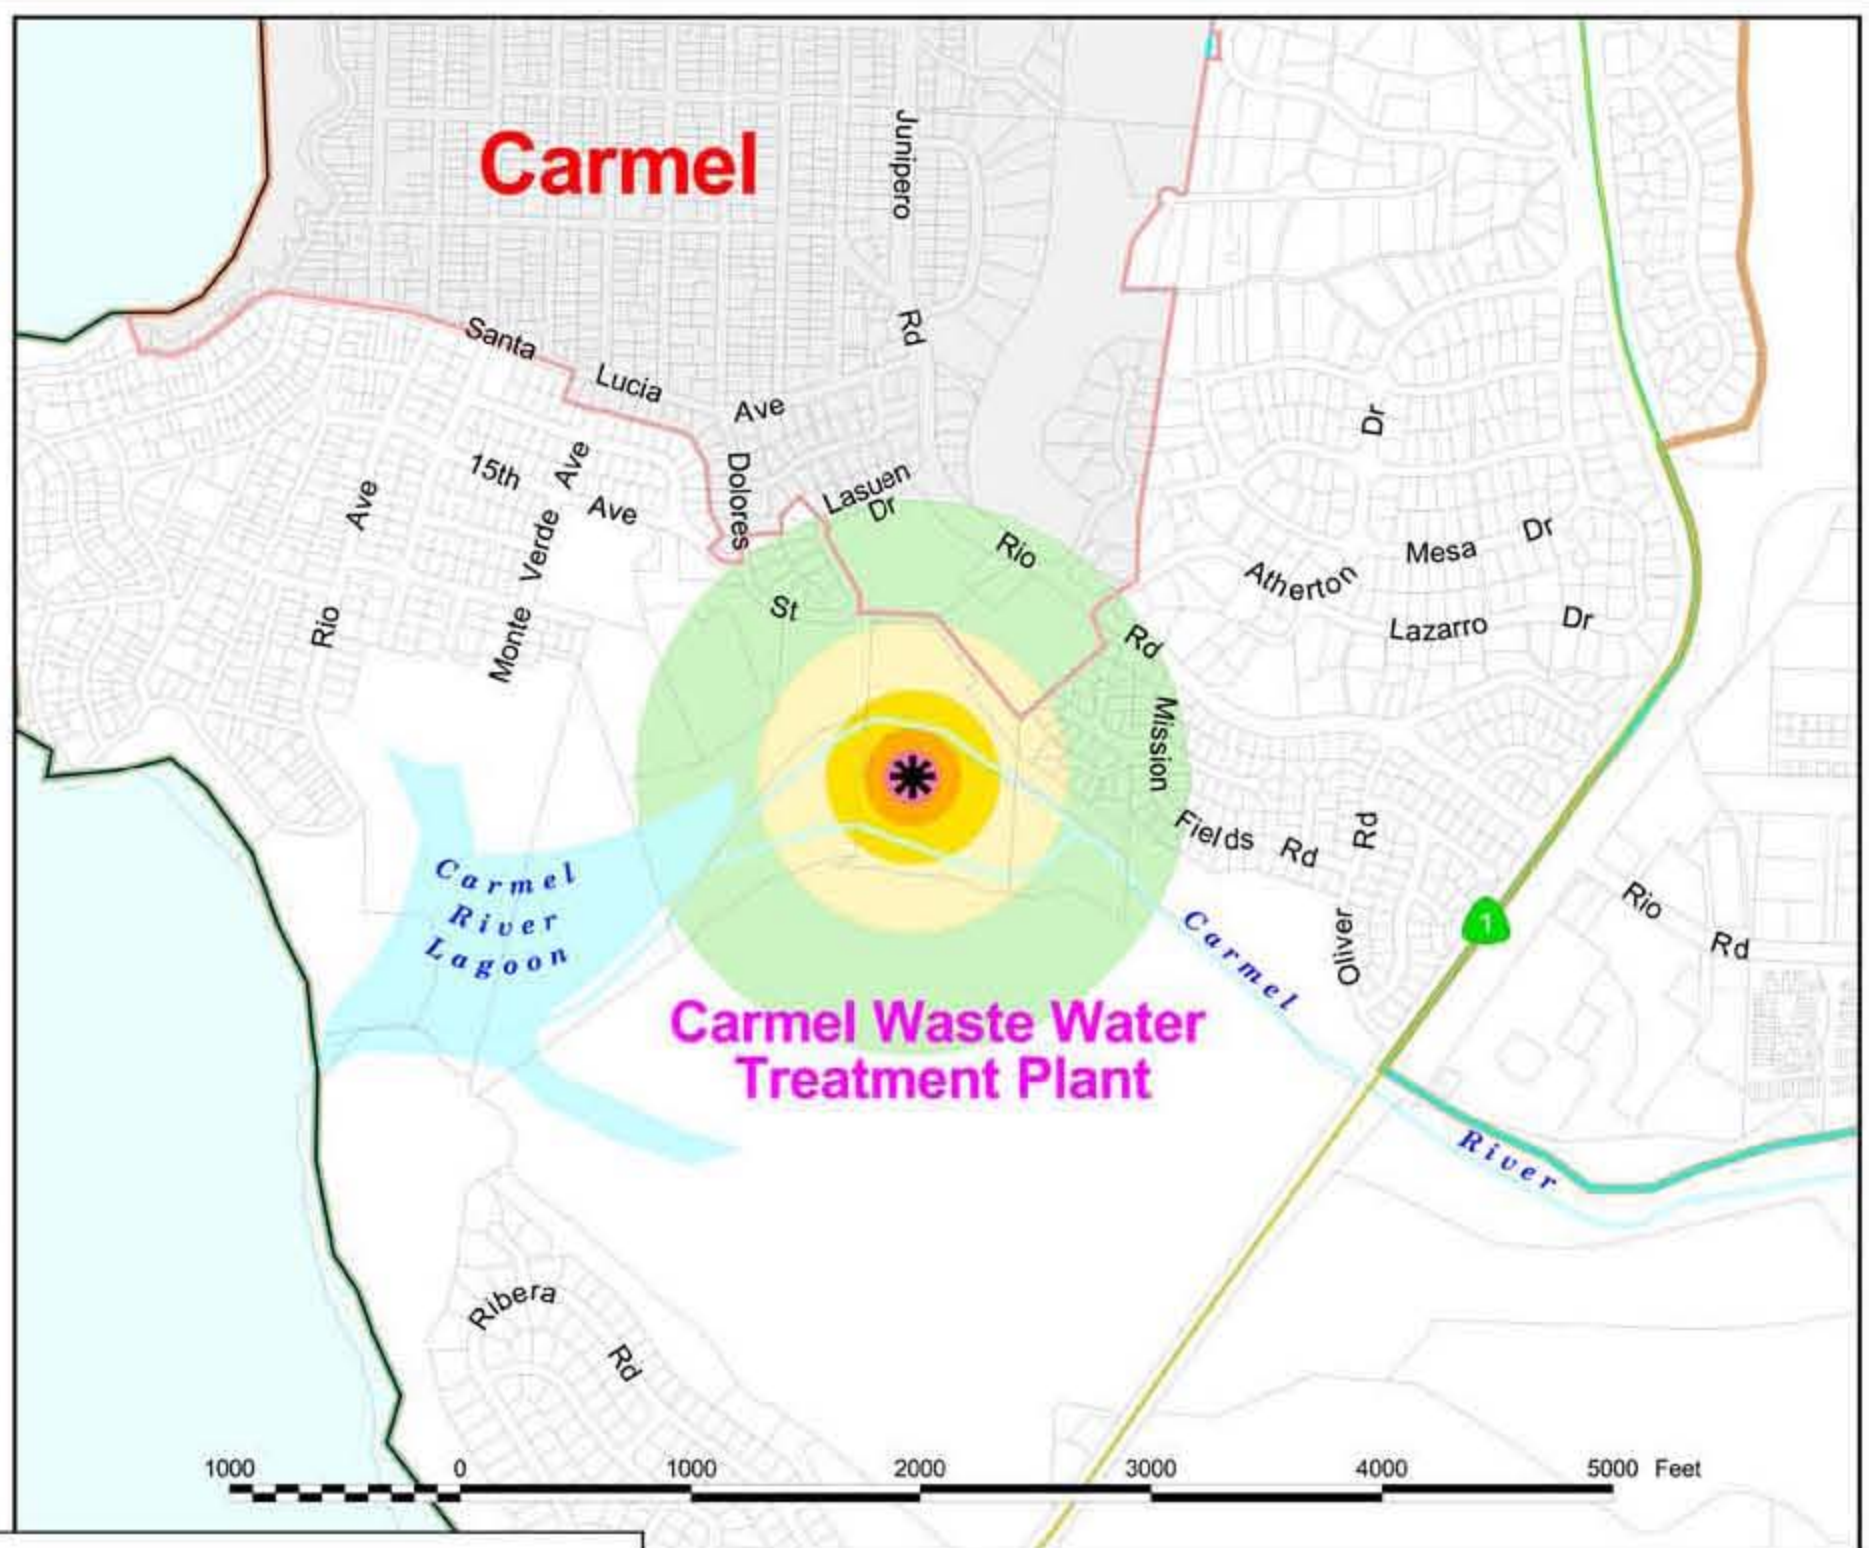 Carmel
Junipero
Rd
Santa
Lucia
Ave
Dr
15th
Ave
Ave
Ave
Dolores
Lasuen
Dr
Rio
Mesa
Dr
Atherton
Verde
Rio
Monte
St
Rd
Lazarro
Dr
Mission
Fields
Rd
Rd
Carmel
River
Lagoon
Carmel
Oliver
1
Rio
Rd
Carmel Waste Water
Treatment Plant
River
Ribera
Rd
1000 0 1000 2000 3000 4000 5000 Feet